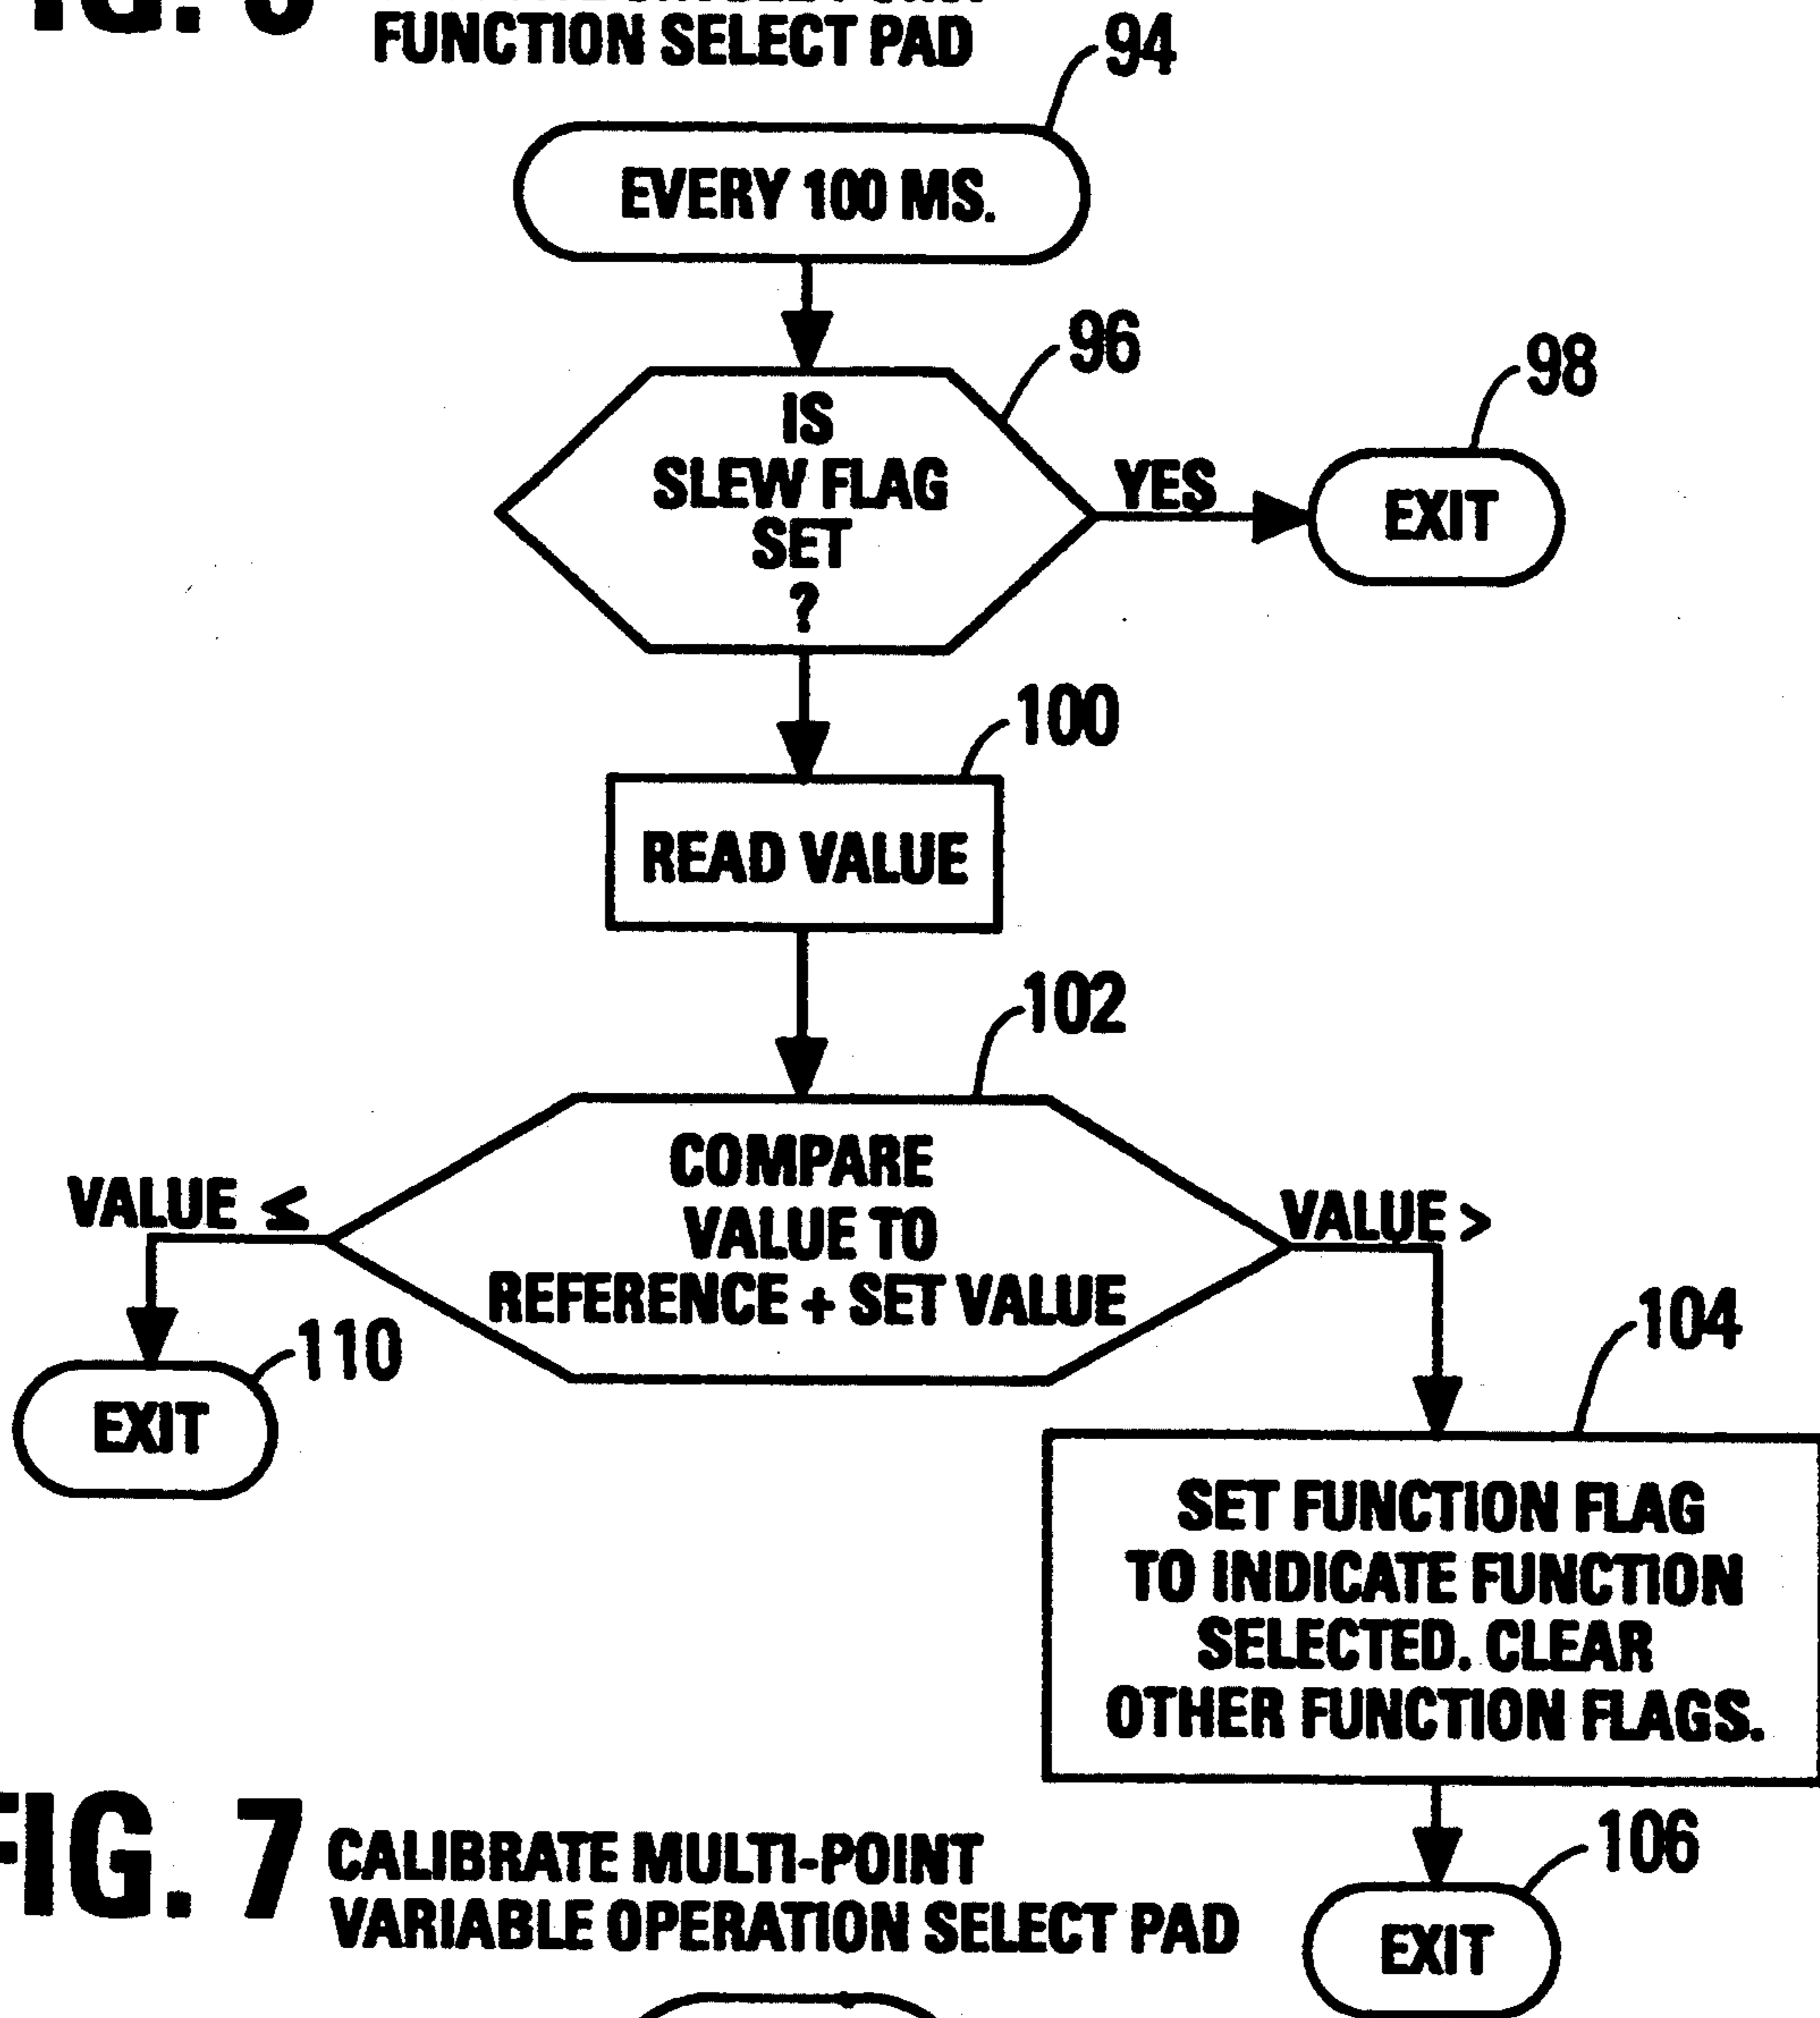 FUNCTION SELECT PAD
94
EVERY 100 MS.
96
98
IS
SLEW FLAG
SET
?
YES
EXIT
100
READ VALUE
102
COMPARE
VALUE TO
REFERENCE + SET VALUE
VALUE ≤
VALUE >
110
EXIT
104
SET FUNCTION FLAG
TO INDICATE FUNCTION
SELECTED. CLEAR
OTHER FUNCTION FLAGS.
106
EXIT
FIG. 7
CALIBRATE MULTI-POINT
VARIABLE OPERATION SELECT PAD